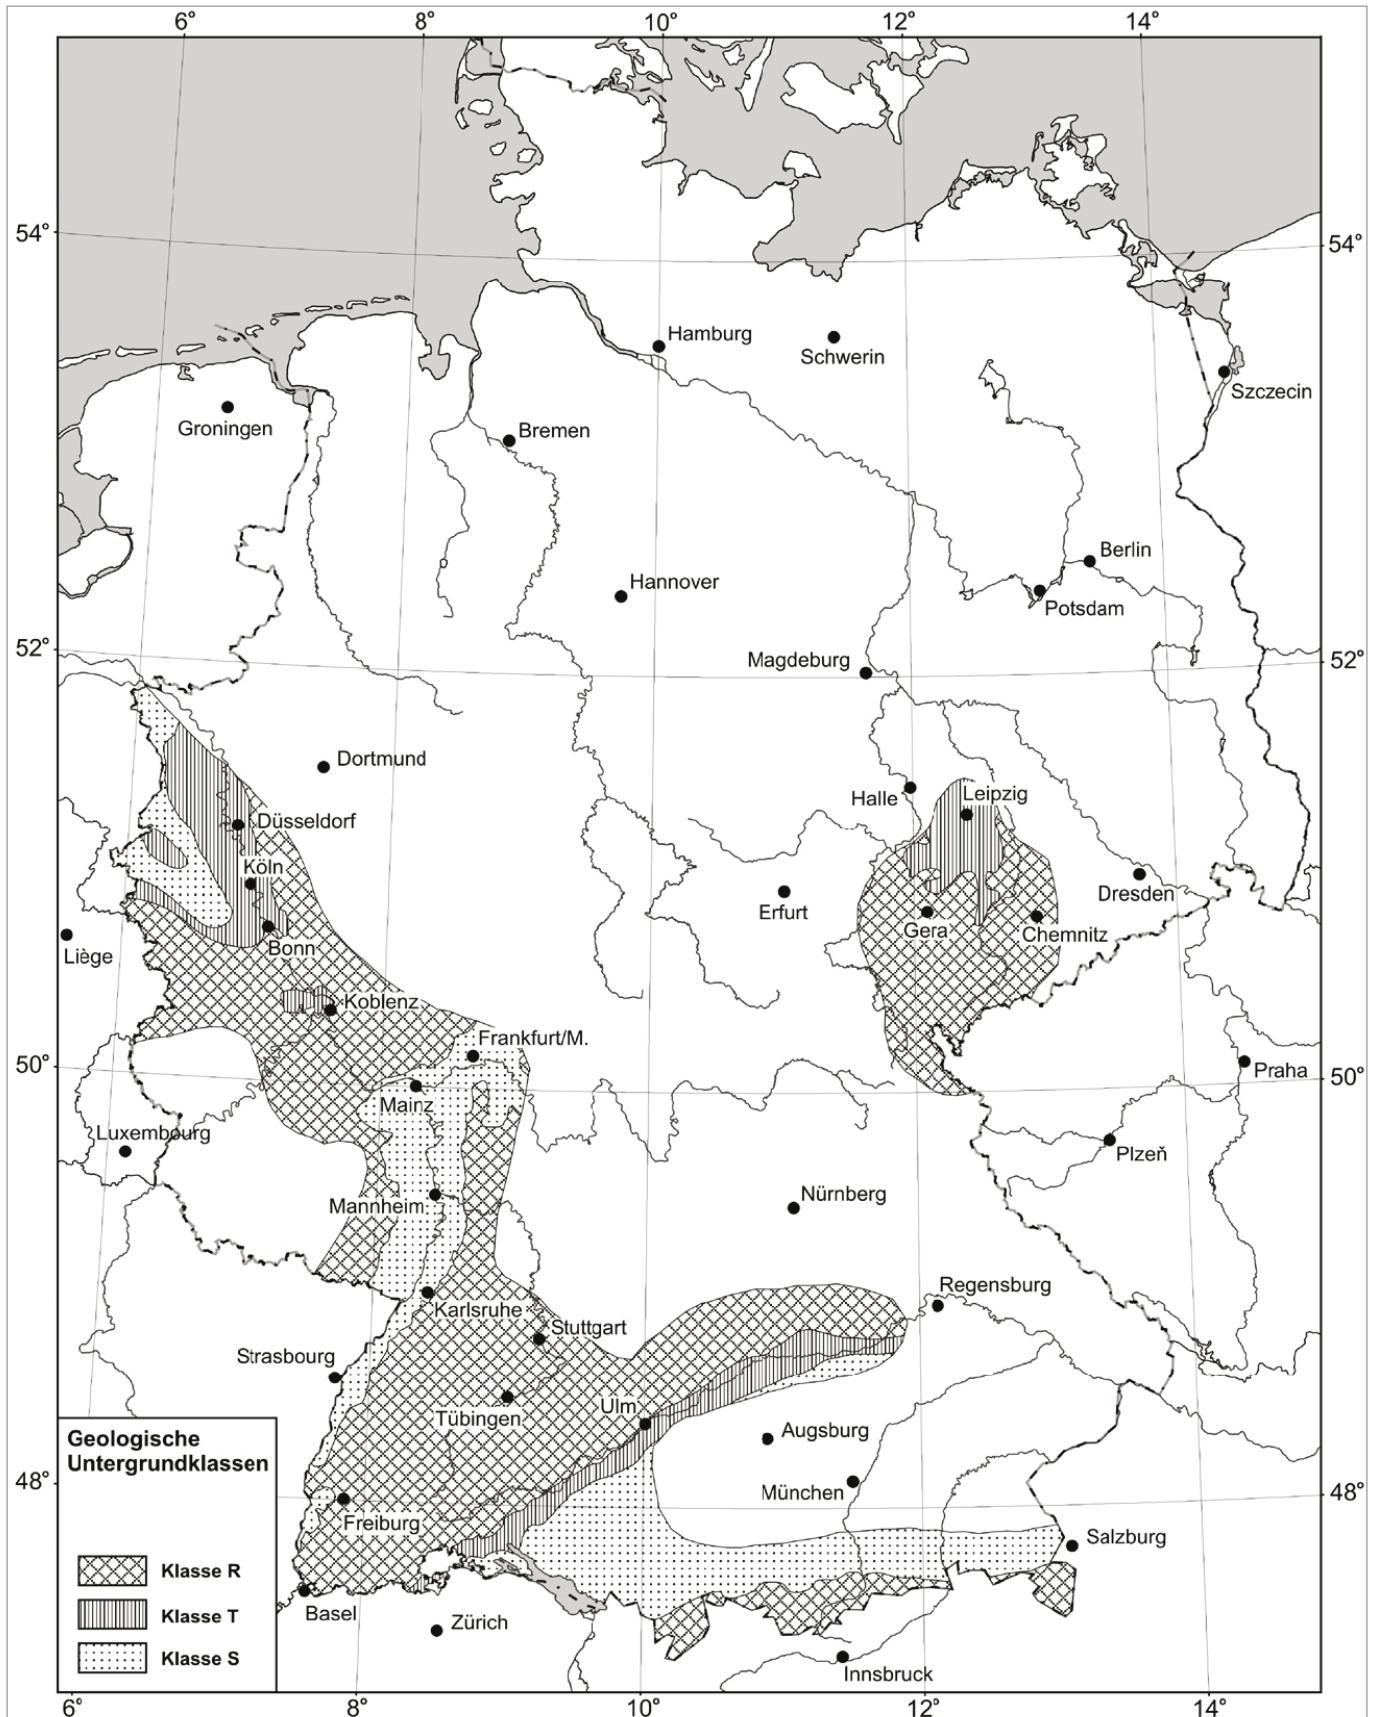 6° 8° 10° 12° 14°
54° 54°
Hamburg
Schwerin
Szczecin
Groningen
Bremen
Berlin
Hannover
Potsdam
52° 52°
Magdeburg
Dortmund
Halle Leipzig
Düsseldorf
Köln
Dresden
Erfurt
Gera Chemnitz
Bonn
Liège
Koblenz
Frankfurt/M.
50° 50°
Praha
Mainz
Luxembourg
Plzeň
Nürnberg
Mannheim
Regensburg
Karlsruhe
Stuttgart
Strasbourg
Ulm
Tübingen
Augsburg
Geologische
Untergrundklassen
48° 48°
München
Freiburg
Salzburg
Klasse R
Klasse T
Basel
Zürich
Klasse S
Innsbruck
6° 8° 10° 12° 14°